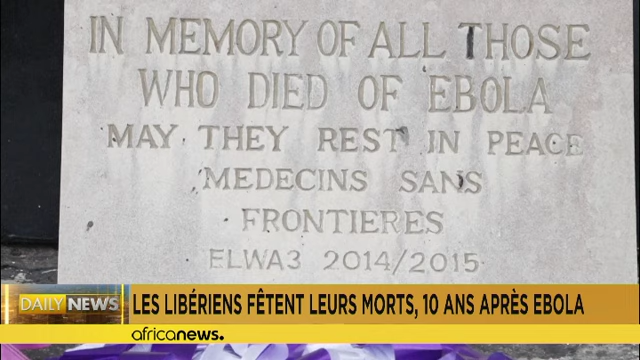 IN MEMORY OF ALL THOSE
WHO DIED OF EBOLA
MAY THEY REST IN PEACE
MEDECINS SANS
FRONTIERES
ELWA3 2014/2015
DAILY NEWS
LES LIBÉRIENS FÊTENT LEURS MORTS, 10 ANS APRÈS EBOLA
africanews.